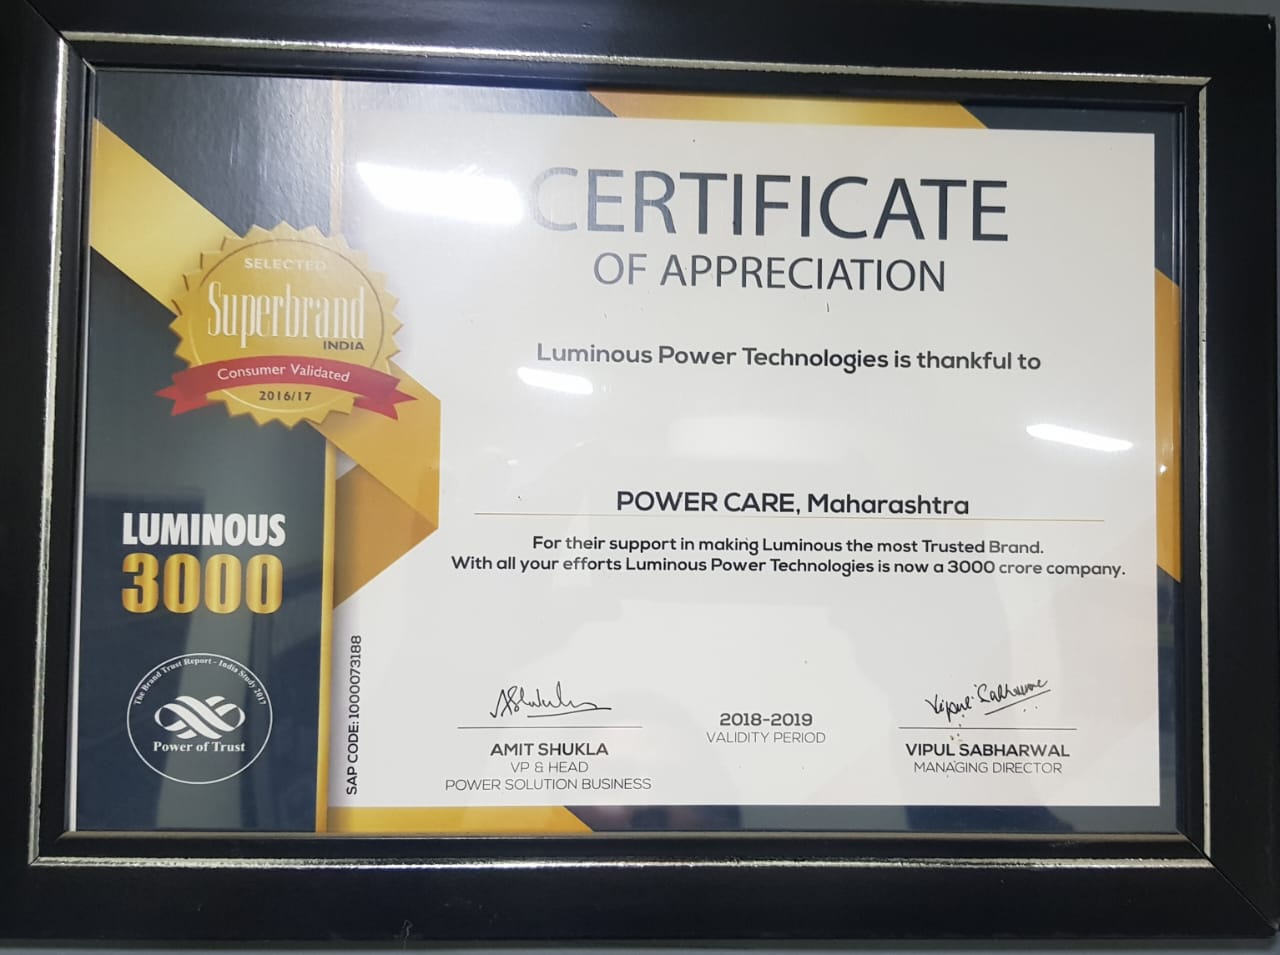 CERTIFICATE
OF APPRECIATION
SELECTED
Superbrand
INDIA
Consumer Validated
2016/17
Luminous Power Technologies is thankful to
POWER CARE, Maharashtra
For their support in making Luminous the most Trusted Brand.
With all your efforts Luminous Power Technologies is now a 3000 crore company.
LUMINOUS
3000
The Brand Trust Report - India Study 2017
Power of Trust
SAP CODE: 1000073188
AShukla
AMIT SHUKLA
VP & HEAD
POWER SOLUTION BUSINESS
2018-2019
VALIDITY PERIOD
Vipul Sabharwal
VIPUL SABHARWAL
MANAGING DIRECTOR